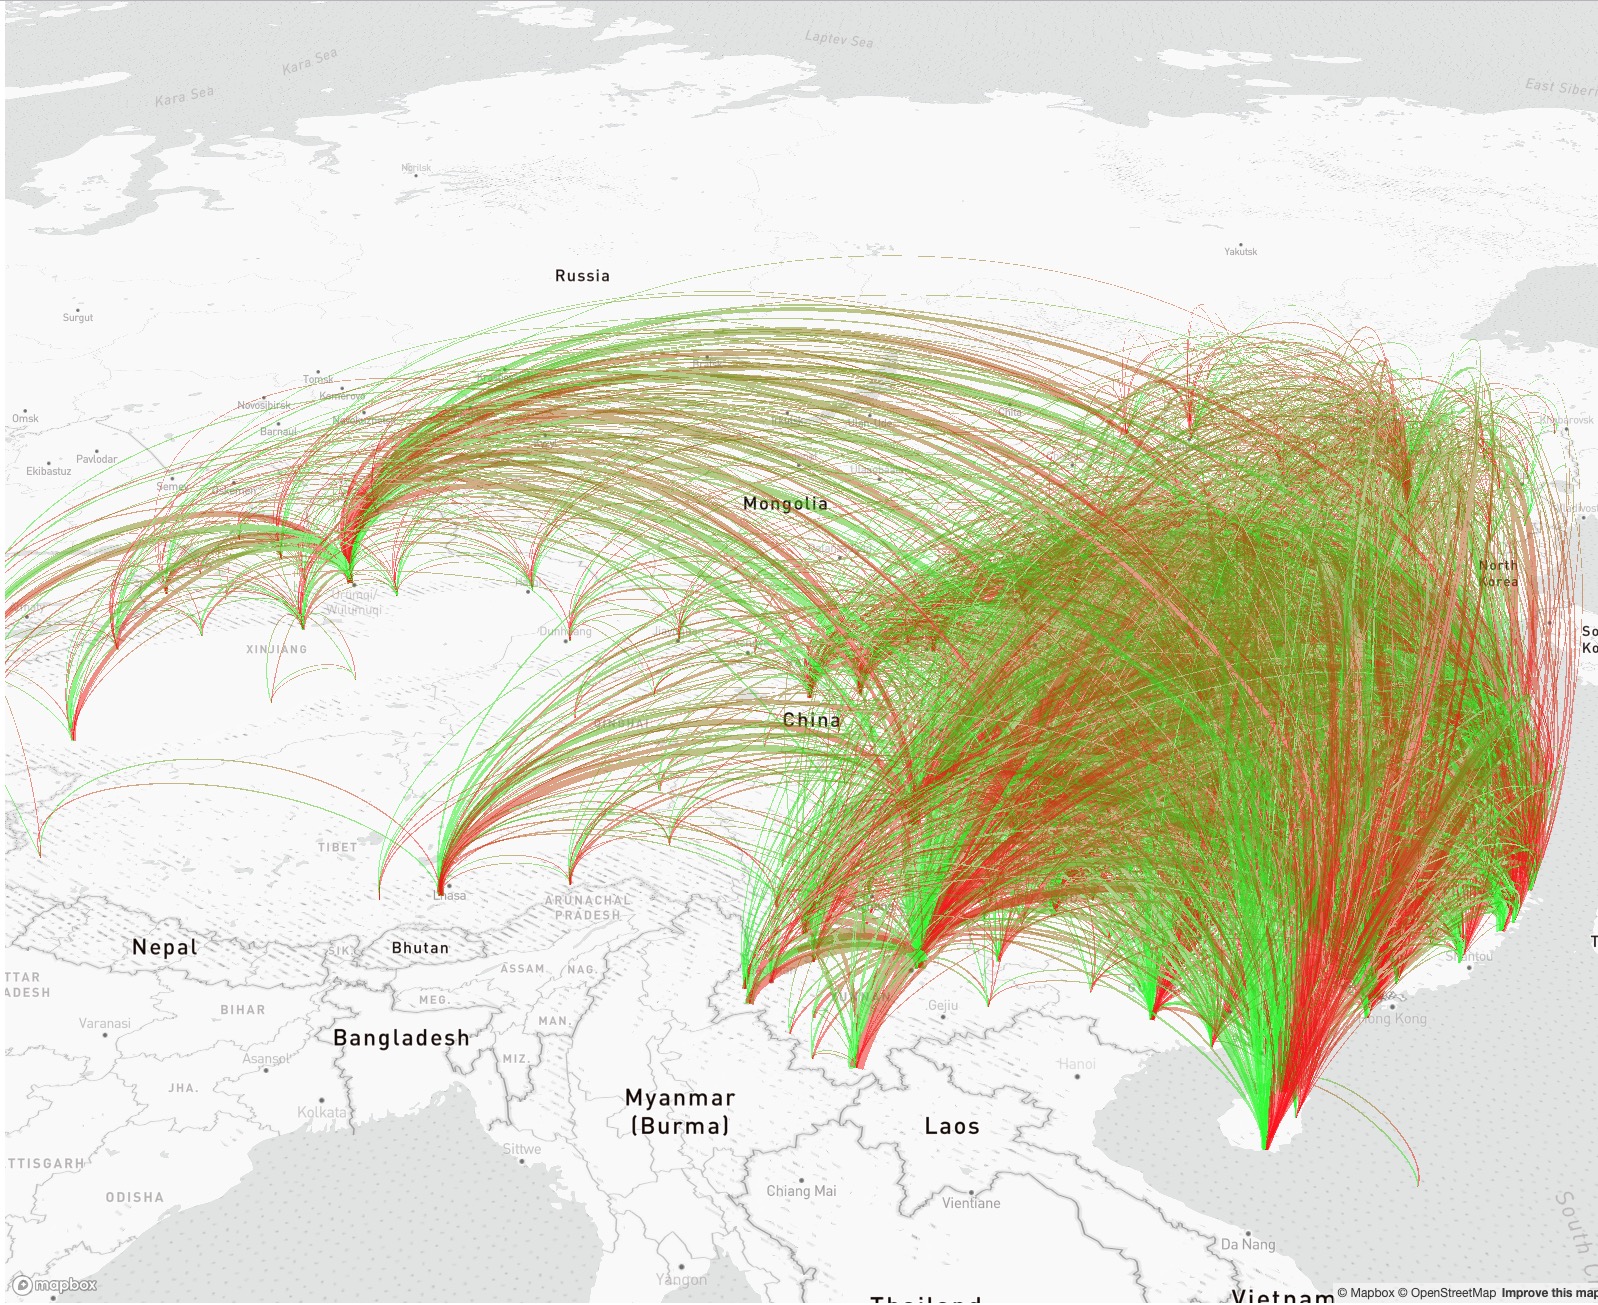 Laptev Sea
Kara Sea
Kara Sea
East Siberi
Norilsk
Yakutsk
Russia
Surgut
Tomsk
Kemerovo
Novosibirsk
Omsk
Barnaul
Pavlodar
Ekibastuz
Semey
Chita
Khabarovsk
Mongolia
North
Korea
Ürümqi/
Wulumuqi
So
Ko
Dunhuang
XINJIANG
China
QINGHAI
TIBET
Lhasa
ARUNACHAL
PRADESH
Nepal
Bhutan
SIK.
T
TTAR
ADESH
ASSAM
NAG.
Shantou
YUNNAN
MEG.
BIHAR
Gejiu
Hong Kong
Varanasi
MAN.
Bangladesh
Asansol
MIZ.
Hanoi
JHA.
Kolkata
Myanmar
(Burma)
Laos
Sittwe
TTISGARH
Chiang Mai
ODISHA
Vientiane
South C
Da Nang
Yangon
mapbox
Thailand
Vietnam
© Mapbox © OpenStreetMap Improve this map